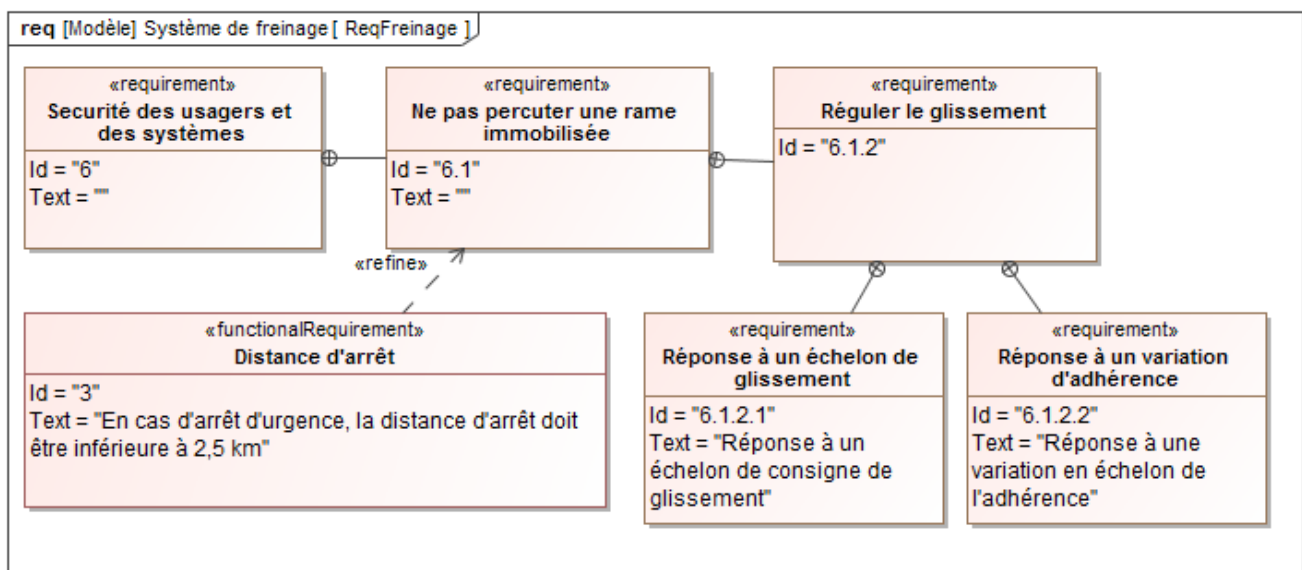 req [Modèle] Système de freinage [ ReqFreinage ]
«requirement»
Securité des usagers et
des systèmes
Id = "6"
Text = ""
«requirement»
Ne pas percuter une rame
immobilisée
Id = "6.1"
Text = ""
«requirement»
Réguler le glissement
Id = "6.1.2"
«refine»
«functionalRequirement»
Distance d'arrêt
Id = "3"
Text = "En cas d'arrêt d'urgence, la distance d'arrêt doit
être inférieure à 2,5 km"
«requirement»
Réponse à un échelon de
glissement
Id = "6.1.2.1"
Text = "Réponse à un
échelon de consigne de
glissement"
«requirement»
Réponse à un variation
d'adhérence
Id = "6.1.2.2"
Text = "Réponse à une
variation en échelon de
l'adhérence"